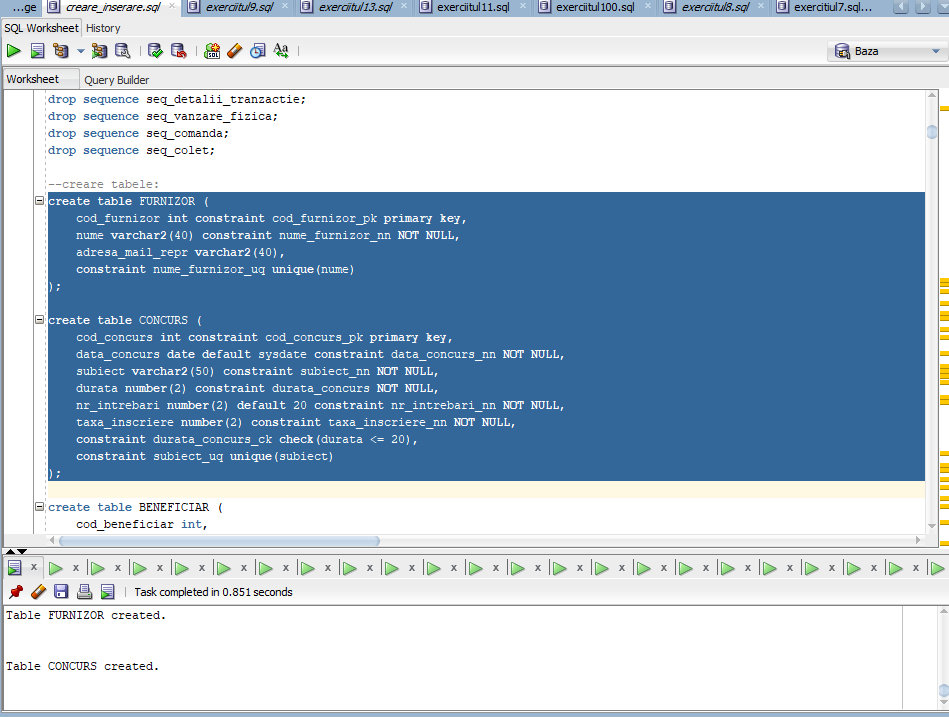 ...ge creare_inserare.sql exerciitul9.sql exerciitul13.sql exerciitul11.sql exerciitul100.sql exerciitul8.sql exercitiul7.sql...
SQL Worksheet History
Aa
Baza
Worksheet Query Builder
drop sequence seq_detalii_tranzactie;
drop sequence seq_vanzare_fizica;
drop sequence seq_comanda;
drop sequence seq_colet;
--creare tabele:
create table FURNIZOR (
cod_furnizor int constraint cod_furnizor_pk primary key,
nume varchar2(40) constraint nume_furnizor_nn NOT NULL,
adresa_mail_repr varchar2(40),
constraint nume_furnizor_uq unique(nume)
);
create table CONCURS (
cod_concurs int constraint cod_concurs_pk primary key,
data_concurs date default sysdate constraint data_concurs_nn NOT NULL,
subiect varchar2(50) constraint subiect_nn NOT NULL,
durata number(2) constraint durata_concurs NOT NULL,
nr_intrebari number(2) default 20 constraint nr_intrebari_nn NOT NULL,
taxa_inscriere number(2) constraint taxa_inscriere_nn NOT NULL,
constraint durata_concurs_ck check(durata <= 20),
constraint subiect_uq unique(subiect)
);
create table BENEFICIAR (
cod_beneficiar int,
Task completed in 0.851 seconds
Table FURNIZOR created.
Table CONCURS created.